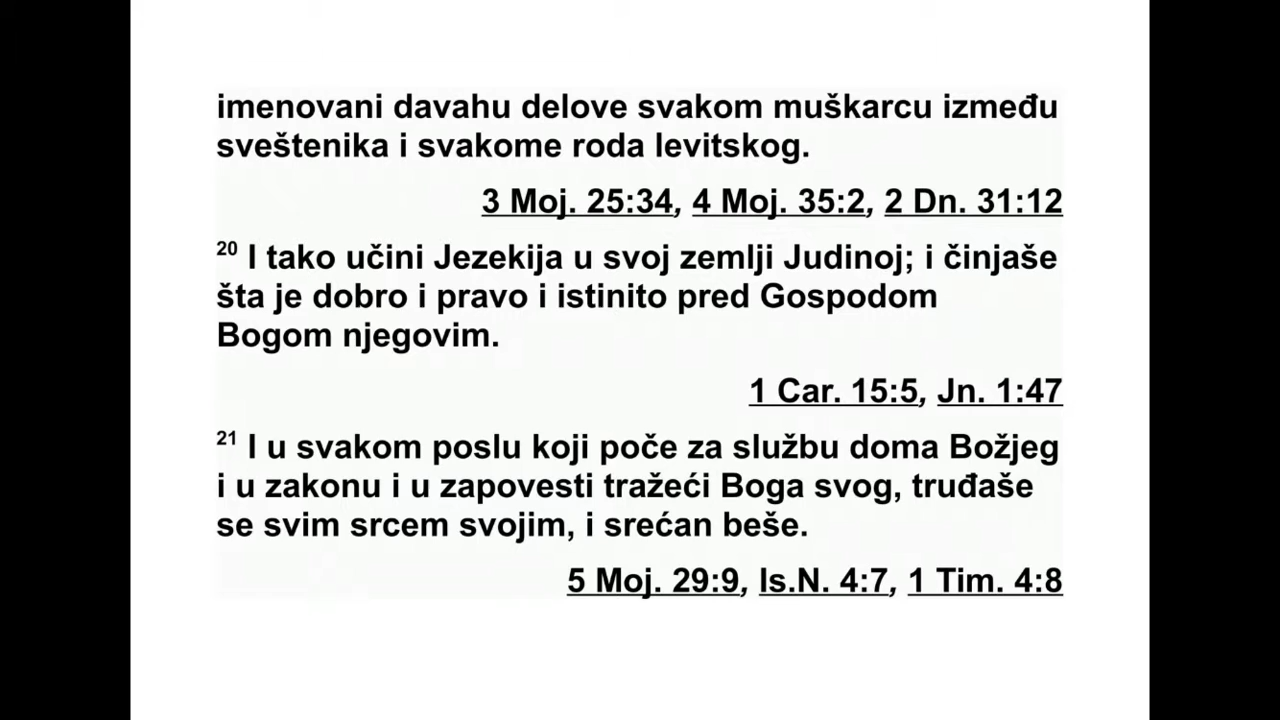 imenovani davahu delove svakom muškarcu između
sveštenika i svakome roda levitskog.
3 Moj. 25:34, 4 Moj. 35:2, 2 Dn. 31:12
20 I tako učini Jezekija u svoj zemlji Judinoj; i činjaše
šta je dobro i pravo i istinito pred Gospodom
Bogom njegovim.
1 Car. 15:5, Jn. 1:47
21 I u svakom poslu koji poče za službu doma Božjeg
i u zakonu i u zapovesti tražeći Boga svog, truđaše
se svim srcem svojim, i srećan beše.
5 Moj. 29:9, Is.N. 4:7, 1 Tim. 4:8